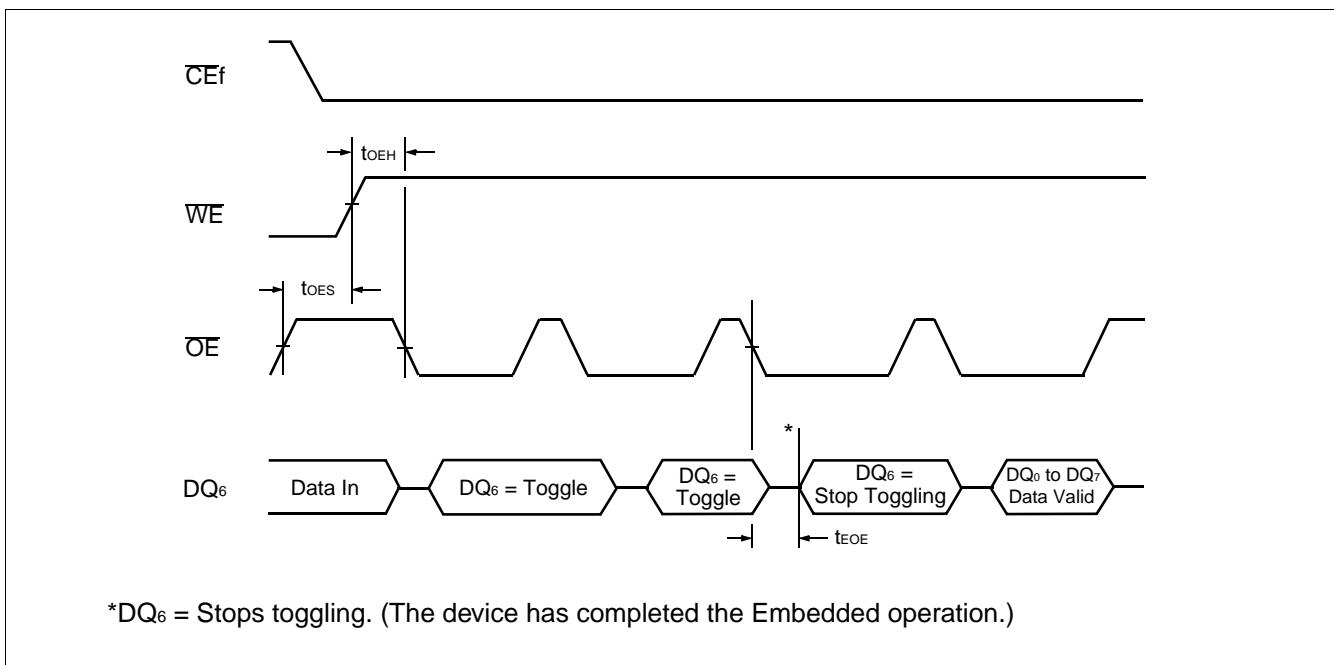 CEf
tOEH
WE
tOES
OE
*
DQ6
Data In
DQ6 = Toggle
DQ6 =
Toggle
DQ6 =
Stop Toggling
DQ0 to DQ7
Data Valid
tEOE
*DQ6 = Stops toggling. (The device has completed the Embedded operation.)